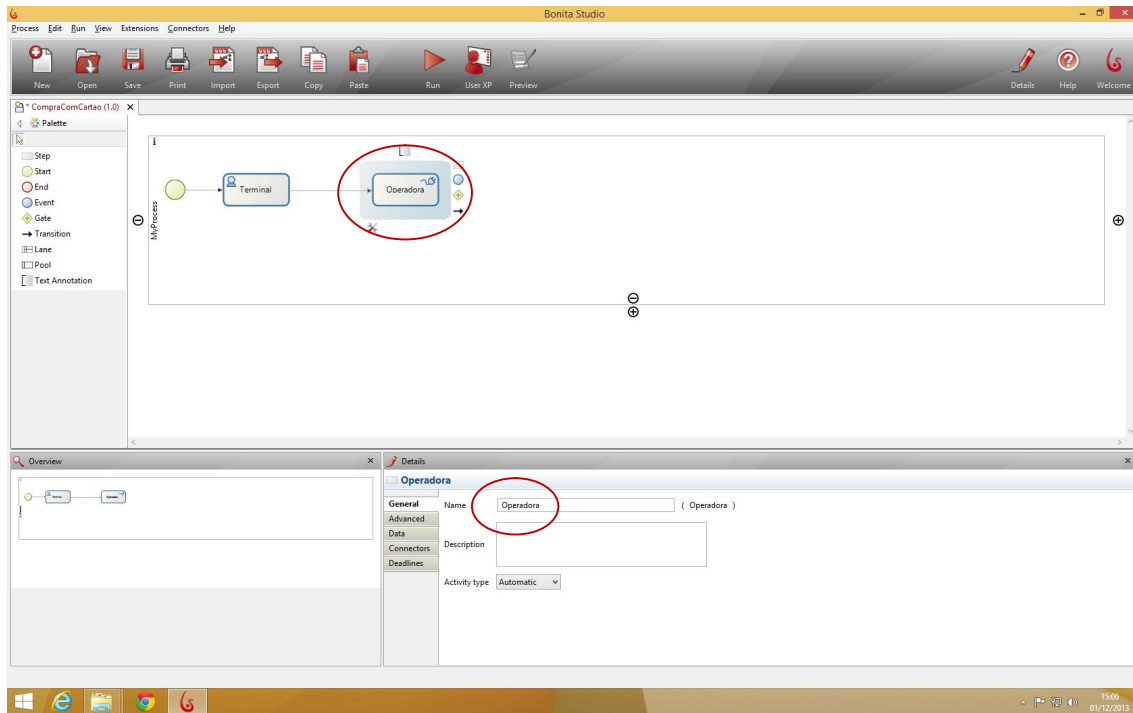 Bonita Studio
Process Edit Run View Extensions Connectors Help
New Open Save Print Import Export Copy Paste Run User XP Preview Details Help Welcome
* CompraComCartao (1.0)
Palette
Step
Start
End
Event
Gate
Transition
Lane
Pool
Text Annotation
MyProcess
Terminal
Operadora
Overview
Details
Operadora
General
Advanced
Data
Connectors
Deadlines
Name Operadora ( Operadora )
Description
Activity type Automatic
15:06
01/12/2013